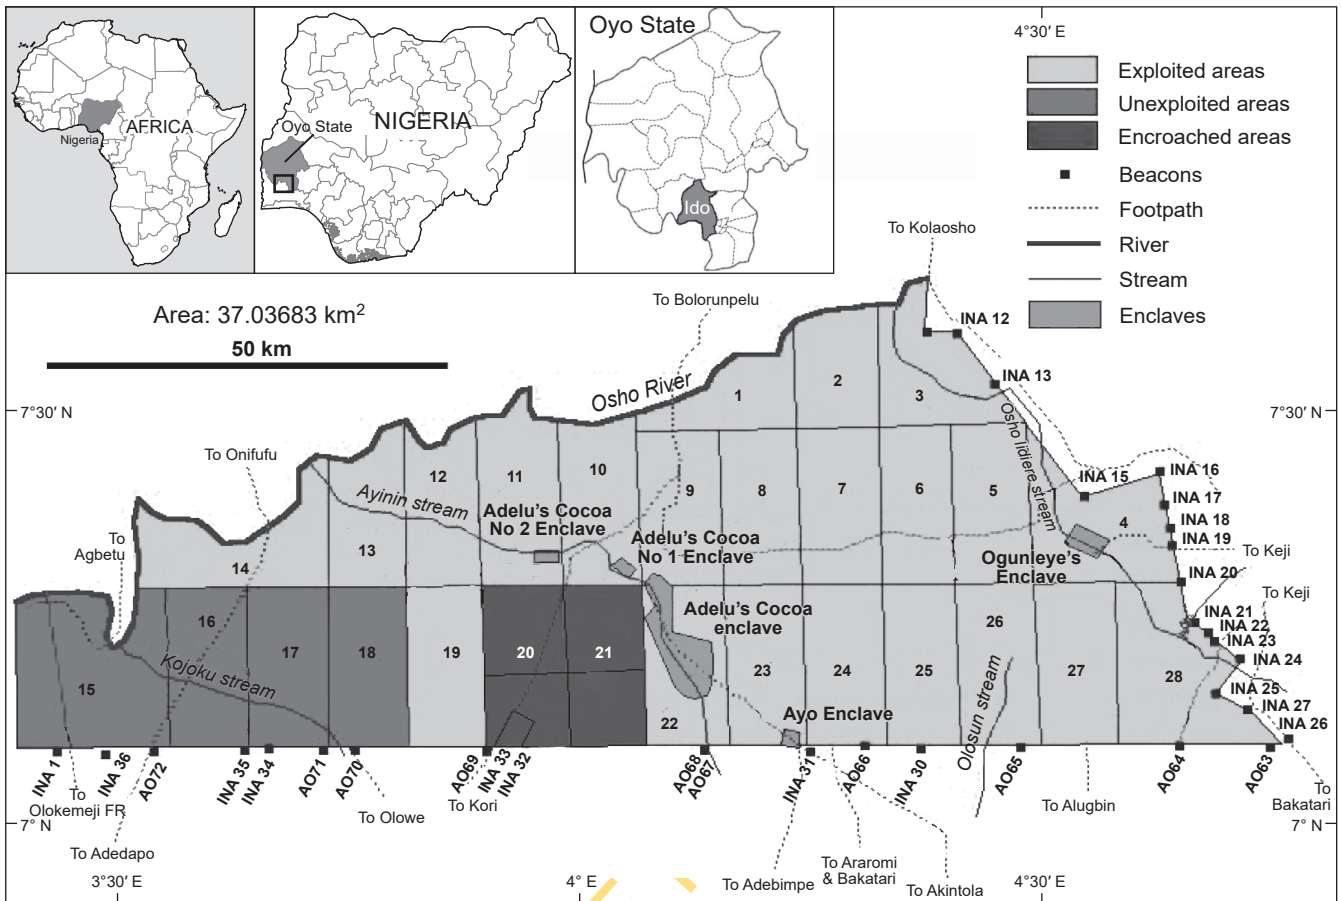 AFRICA
Nigeria
Oyo State
NIGERIA
Oyo State
Ido
4°30′ E
Exploited areas
Unexploited areas
Encroached areas
Beacons
Footpath
River
Stream
Enclaves
Area: 37.03683 km²
50 km
To Kolaosho
To Bolorunpelu
INA 12
INA 13
Osho River
7°30′ N
7°30′ N
1
2
3
Osho Iidiere stream
To Onifufu
INA 15
INA 16
INA 17
INA 18
INA 19
INA 20
12
11
10
9
8
7
6
5
4
Ayinin stream
Adelu's Cocoa
No 2 Enclave
Adelu's Cocoa
No 1 Enclave
Ogunleye's
Enclave
To
Agbetu
13
14
To Keji
To Keji
INA 21
INA 22
INA 23
INA 24
INA 25
INA 27
INA 26
Adelu's Cocoa
enclave
16
17
18
19
20
21
15
Kojoku stream
22
23
24
25
26
27
28
Ayo Enclave
Olosun stream
INA 1
INA 36
AO72
INA 35
INA 34
AO71
AO70
AO69
INA 33
INA 32
AO68
AO67
INA 31
AO66
INA 30
AO65
AO64
AO63
To
Olokemeji FR
To Olowe
To Kori
To Alugbin
To
Bakatari
7° N
7° N
To Adedapo
To Adebimpe
To Araromi
& Bakatari
To Akintola
3°30′ E
4° E
4°30′ E